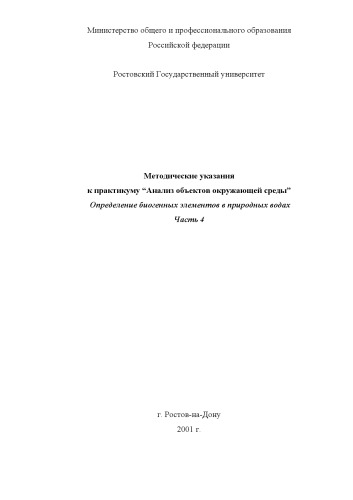 Министерство общего и профессионального образования
Российской федерации
Ростовский Государственный университет
Методические указания
к практикуму “Анализ объектов окружающей среды”
Определение биогенных элементов в природных водах
Часть 4
г. Ростов-на-Дону
2001 г.